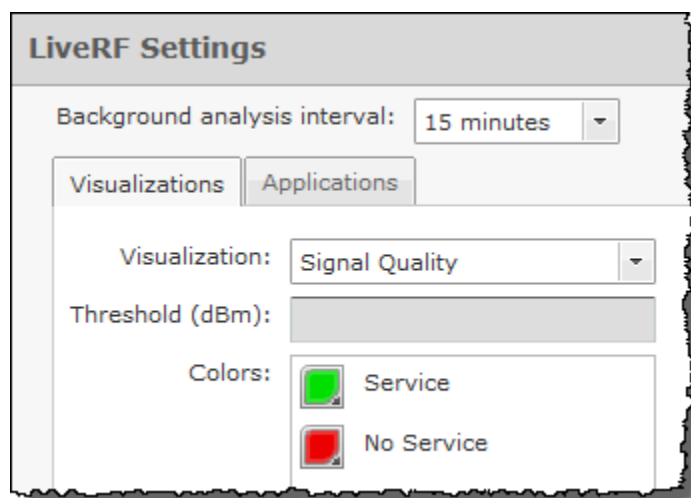 LiveRF Settings
Background analysis interval: 15 minutes
Visualizations Applications
Visualization: Signal Quality
Threshold (dBm):
Colors: Service
No Service